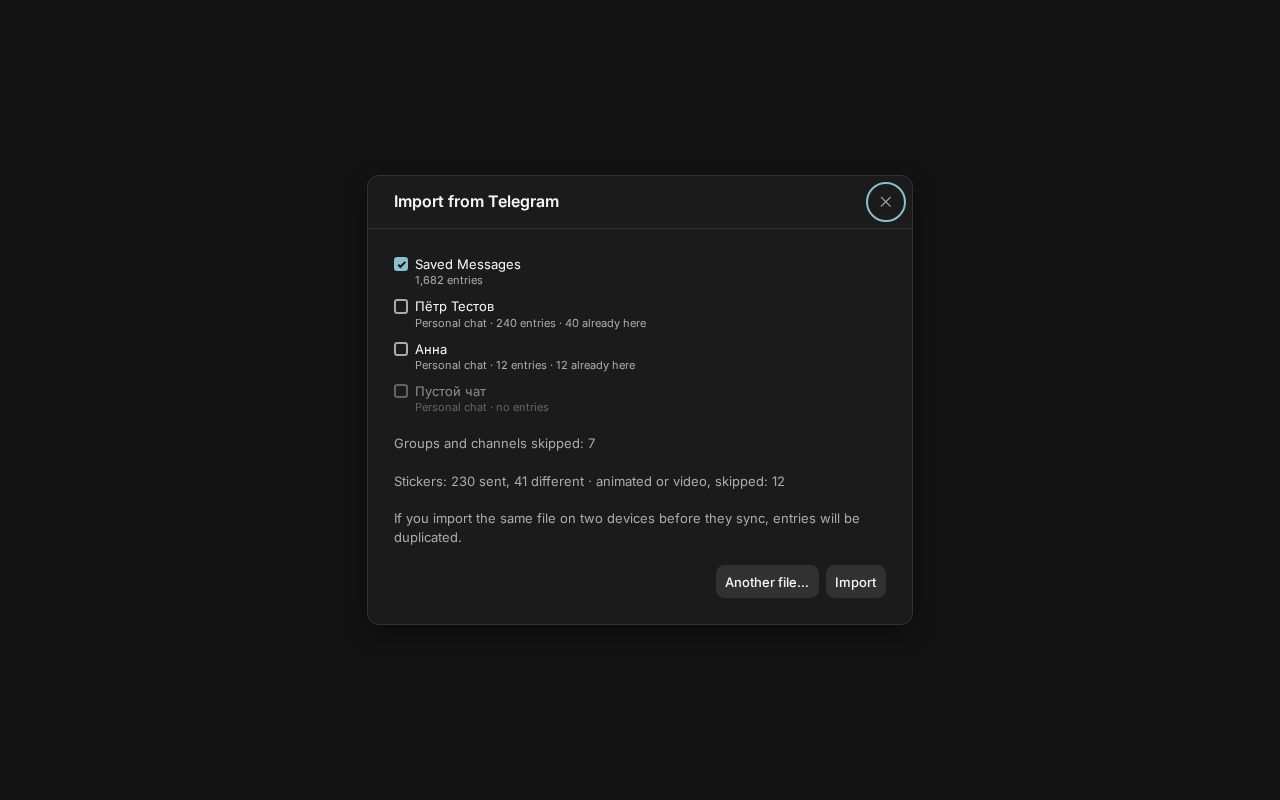 Import from Telegram
Saved Messages
1,682 entries
Пётр Тестов
Personal chat · 240 entries · 40 already here
Анна
Personal chat · 12 entries · 12 already here
Пустой чат
Personal chat · no entries
Groups and channels skipped: 7
Stickers: 230 sent, 41 different · animated or video, skipped: 12
If you import the same file on two devices before they sync, entries will be
duplicated.
Another file…
Import